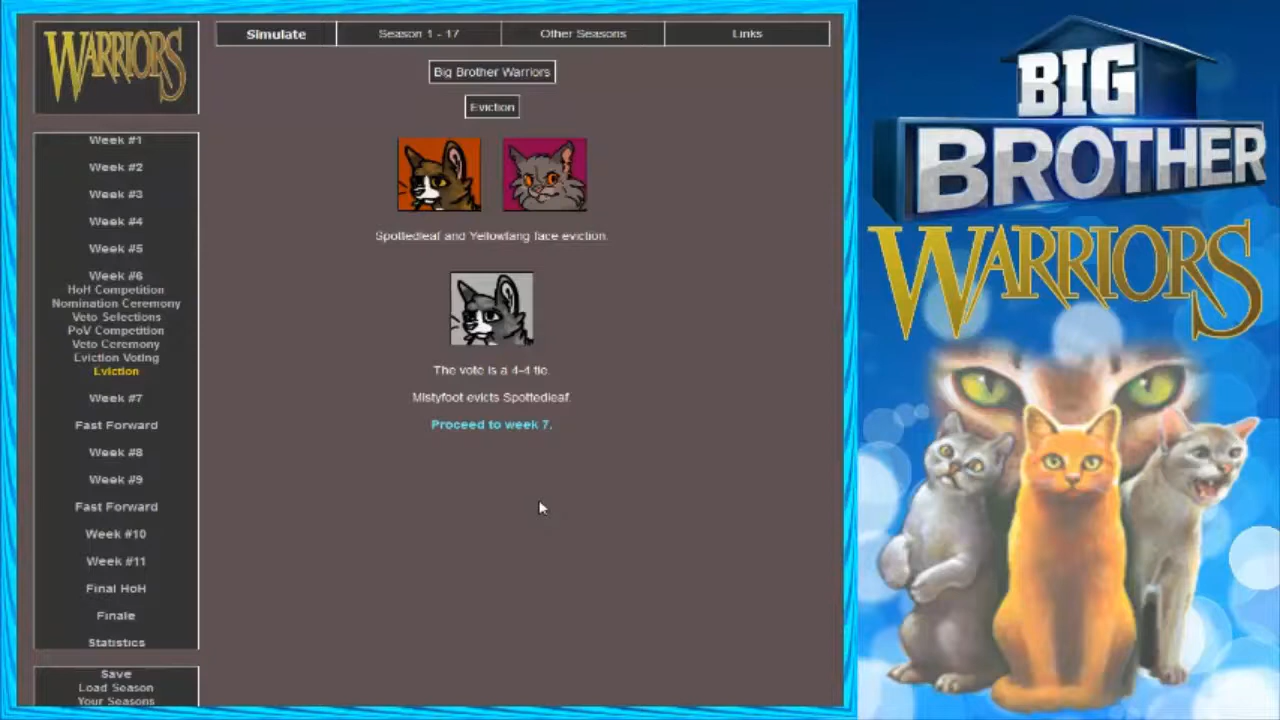 WARRIORS
Simulate
Season 1 - 17
Other Seasons
Links
Big Brother Warriors
Eviction
Week #1
Week #2
Week #3
Week #4
Week #5
Week #6
HoH Competition
Nomination Ceremony
Veto Selections
PoV Competition
Veto Ceremony
Eviction Voting
Eviction
Week #7
Fast Forward
Week #8
Week #9
Fast Forward
Week #10
Week #11
Final HoH
Finale
Statistics
Save
Load Season
Your Seasons
Spottedleaf and Yellowfang face eviction.
The vote is a 4-4 tie.
Mistyfoot evicts Spottedleaf.
Proceed to week 7.
BIG
BROTHER
WARRIORS